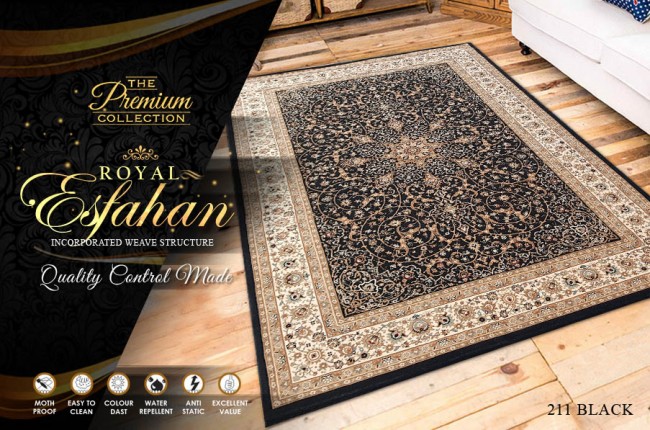 THE
Premium
COLLECTION
ROYAL
Esfahan
INCORPORATED WEAVE STRUCTURE
Quality Control Made
MOTH PROOF
EASY TO CLEAN
COLOUR DAST
WATER REPELLENT
ANTI STATIC
EXCELLENT VALUE
211 BLACK